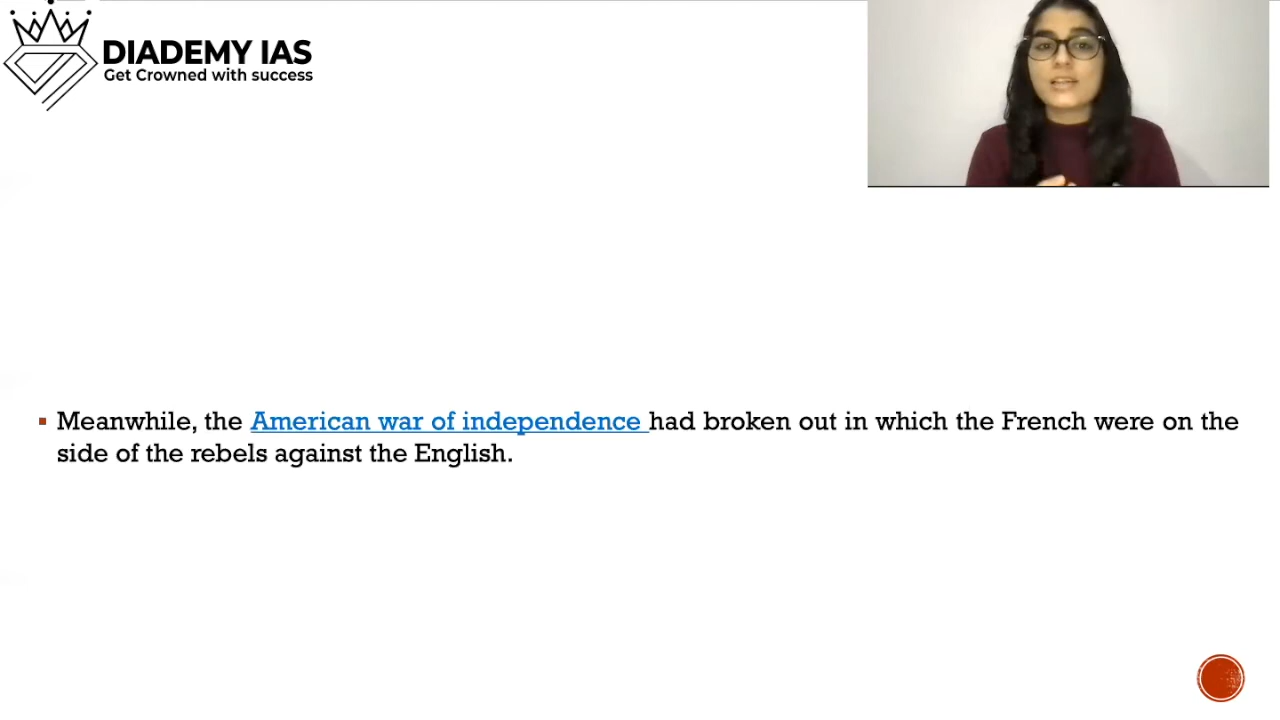 DIADEMY IAS
Get Crowned with success
Meanwhile, the American war of independence had broken out in which the French were on the
side of the rebels against the English.